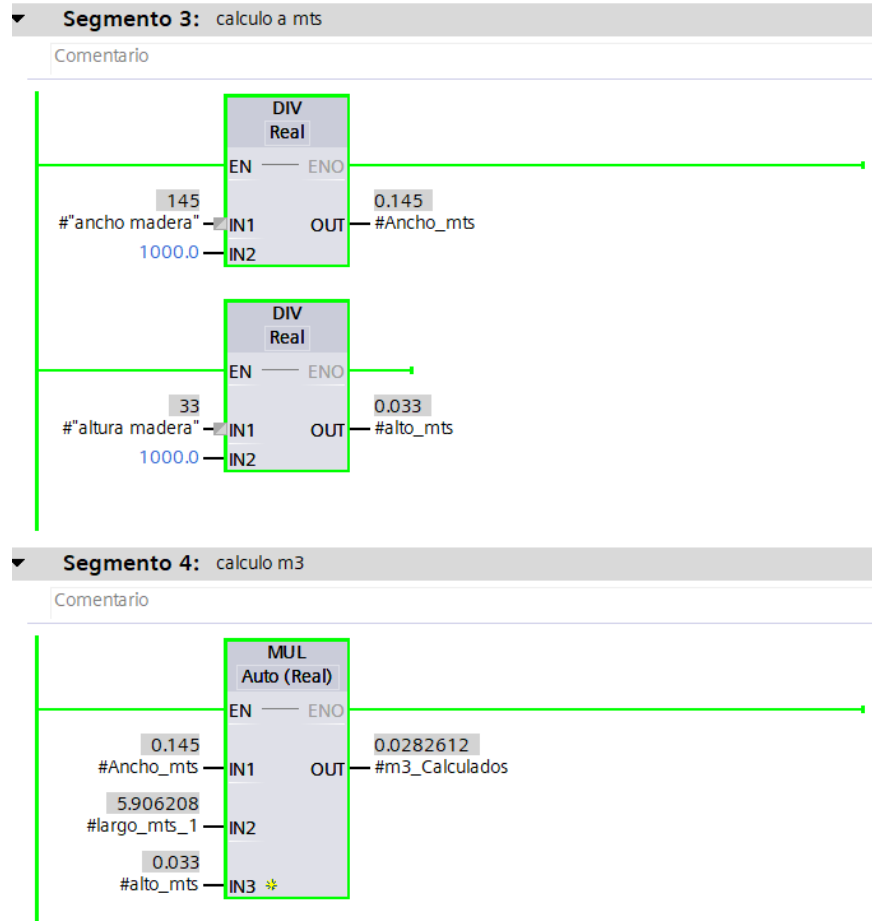 Segmento 3: calculo a mts
Comentario
DIV
Real
EN ENO
145 0.145
#"ancho madera" IN1 OUT #Ancho_mts
1000.0 IN2
DIV
Real
EN ENO
33 0.033
#"altura madera" IN1 OUT #alto_mts
1000.0 IN2
Segmento 4: calculo m3
Comentario
MUL
Auto (Real)
EN ENO
0.145 0.0282612
#Ancho_mts IN1 OUT #m3_Calculados
5.906208
#largo_mts_1 IN2
0.033
#alto_mts IN3